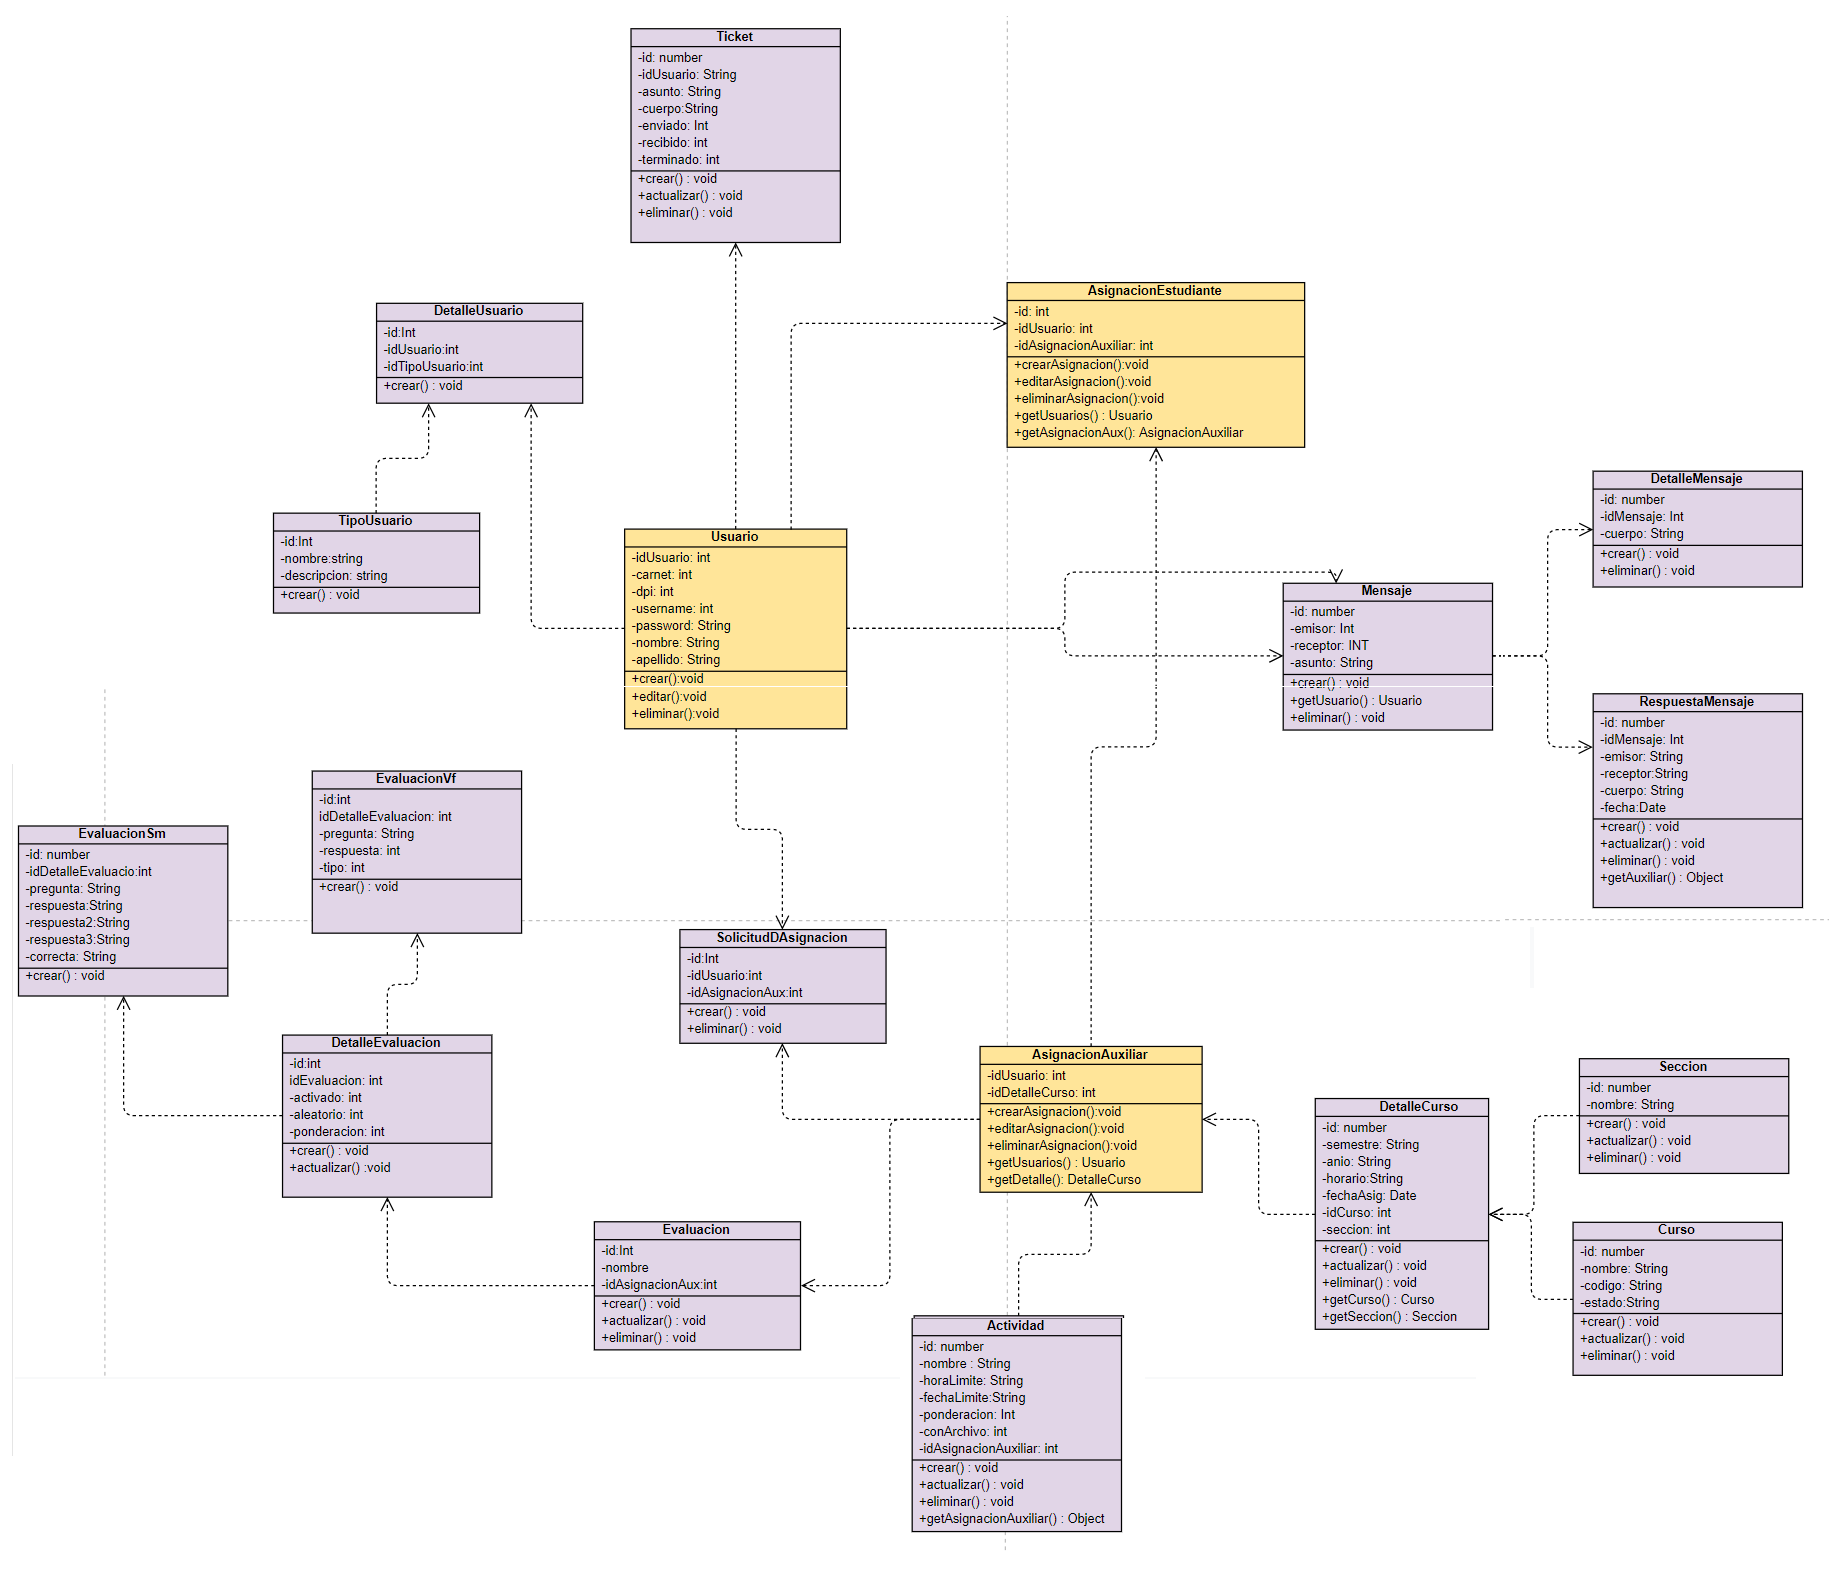 Ticket
-id: number
-idUsuario: String
-asunto: String
-cuerpo:String
-enviado: Int
-recibido: int
-terminado: int
+crear() : void
+actualizar() : void
+eliminar() : void
AsignacionEstudiante
-id: int
-idUsuario: int
-idAsignacionAuxiliar: int
+crearAsignacion():void
+editarAsignacion():void
+eliminarAsignacion():void
+getUsuarios() : Usuario
+getAsignacionAux(): AsignacionAuxiliar
DetalleUsuario
-id:Int
-idUsuario:int
-idTipoUsuario:int
+crear() : void
TipoUsuario
-id:Int
-nombre:string
-descripcion: string
+crear() : void
Usuario
-idUsuario: int
-carnet: int
-dpi: int
-username: int
-password: String
-nombre: String
-apellido: String
+crear():void
+editar():void
+eliminar():void
DetalleMensaje
-id: number
-idMensaje: Int
-cuerpo: String
+crear() : void
+eliminar() : void
Mensaje
-id: number
-emisor: Int
-receptor: INT
-asunto: String
+crear() : void
+getUsuario() : Usuario
+eliminar() : void
RespuestaMensaje
-id: number
-idMensaje: Int
-emisor: String
-receptor:String
-cuerpo: String
-fecha:Date
+crear() : void
+actualizar() : void
+eliminar() : void
+getAuxiliar() : Object
EvaluacionVf
-id:int
idDetalleEvaluacion: int
-pregunta: String
-respuesta: int
-tipo: int
+crear() : void
EvaluacionSm
-id: number
-idDetalleEvaluacio:int
-pregunta: String
-respuesta:String
-respuesta2:String
-respuesta3:String
-correcta: String
+crear() : void
SolicitudDAsignacion
-id:Int
-idUsuario:int
-idAsignacionAux:int
+crear() : void
+eliminar() : void
DetalleEvaluacion
-id:int
idEvaluacion: int
-activado: int
-aleatorio: int
-ponderacion: int
+crear() : void
+actualizar() :void
AsignacionAuxiliar
-idUsuario: int
-idDetalleCurso: int
+crearAsignacion():void
+editarAsignacion():void
+eliminarAsignacion():void
+getUsuarios() : Usuario
+getDetalle(): DetalleCurso
Seccion
-id: number
-nombre: String
+crear() : void
+actualizar() : void
+eliminar() : void
DetalleCurso
-id: number
-semestre: String
-anio: String
-horario:String
-fechaAsig: Date
-idCurso: int
-seccion: int
+crear() : void
+actualizar() : void
+eliminar() : void
+getCurso() : Curso
+getSeccion() : Seccion
Evaluacion
-id:Int
-nombre
-idAsignacionAux:int
+crear() : void
+actualizar() : void
+eliminar() : void
Curso
-id: number
-nombre: String
-codigo: String
-estado:String
+crear() : void
+actualizar() : void
+eliminar() : void
Actividad
-id: number
-nombre : String
-horaLimite: String
-fechaLimite:String
-ponderacion: Int
-conArchivo: int
-idAsignacionAuxiliar: int
+crear() : void
+actualizar() : void
+eliminar() : void
+getAsignacionAuxiliar() : Object